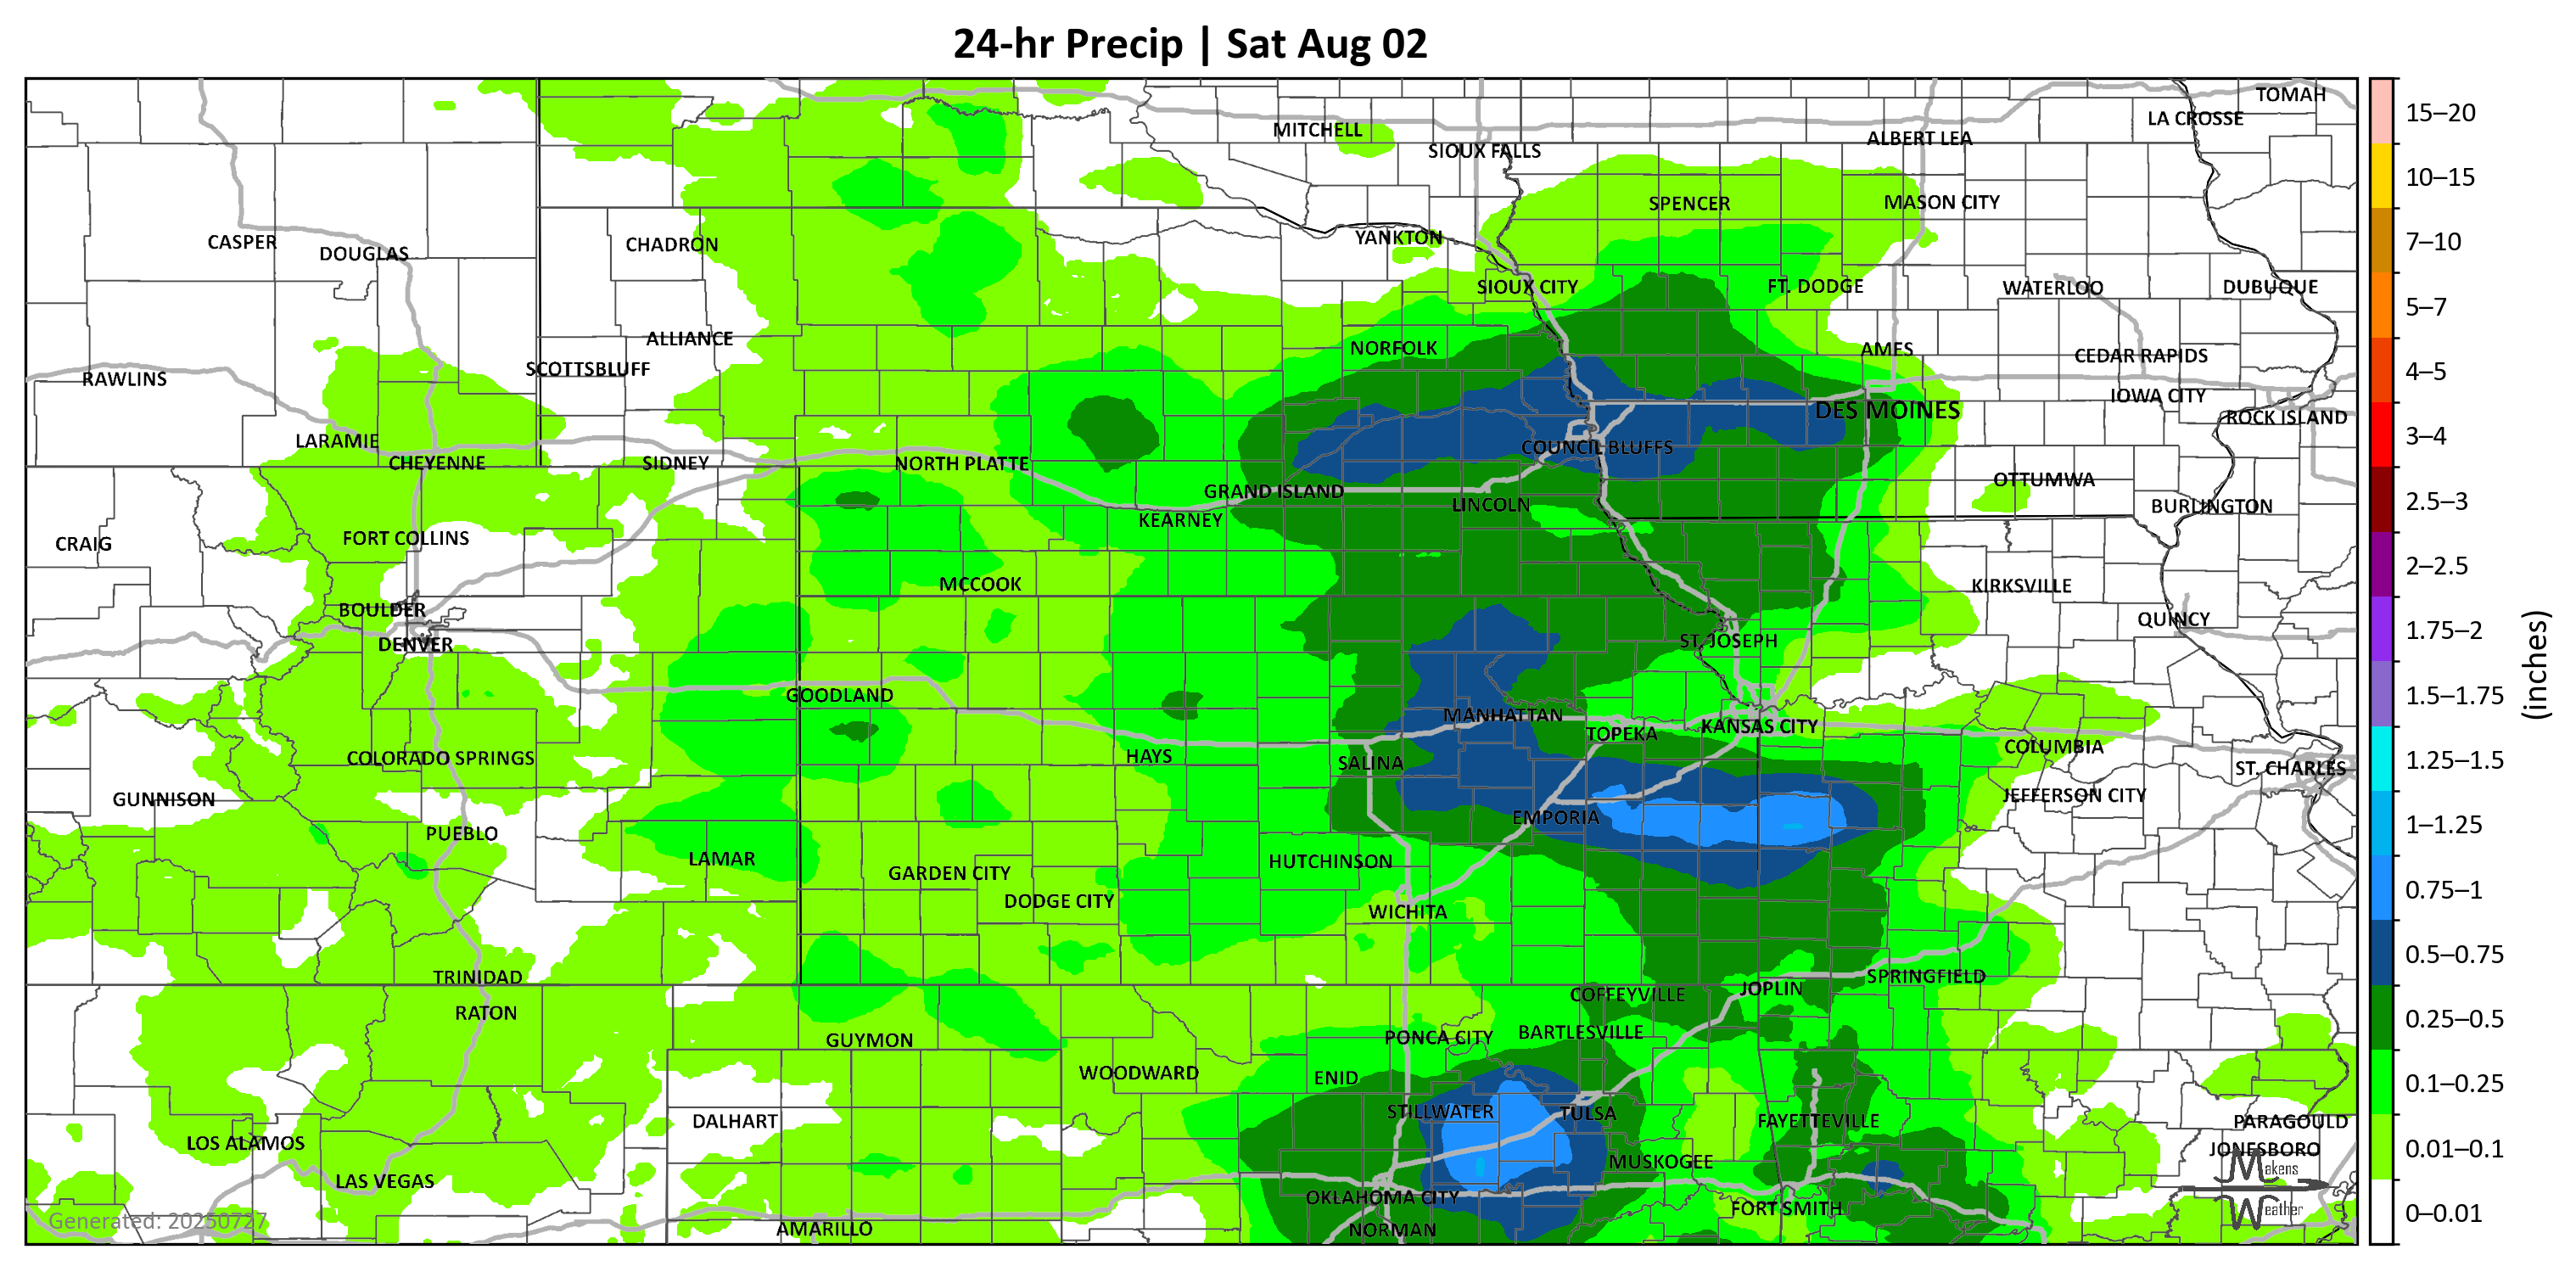 24-hr Precip | Sat Aug 02
TOMAH
LA CROSSE
MITCHELL
ALBERT LEA
SIOUX FALLS
SPENCER
MASON CITY
YANKTON
CASPER
CHADRON
DOUGLAS
SIOUX CITY
FT. DODGE
WATERLOO
DUBUQUE
ALLIANCE
NORFOLK
AMES
CEDAR RAPIDS
SCOTTSBLUFF
RAWLINS
IOWA CITY
DES MOINES
ROCK ISLAND
LARAMIE
COUNCIL BLUFFS
CHEYENNE
SIDNEY
NORTH PLATTE
OTTUMWA
GRAND ISLAND
LINCOLN
BURLINGTON
KEARNEY
FORT COLLINS
CRAIG
MCCOOK
KIRKSVILLE
BOULDER
QUINCY
DENVER
ST. JOSEPH
GOODLAND
MANHATTAN
KANSAS CITY
TOPEKA
COLUMBIA
COLORADO SPRINGS
HAYS
SALINA
ST. CHARLES
GUNNISON
JEFFERSON CITY
EMPORIA
PUEBLO
LAMAR
HUTCHINSON
GARDEN CITY
DODGE CITY
WICHITA
TRINIDAD
SPRINGFIELD
JOPLIN
COFFEYVILLE
RATON
BARTLESVILLE
GUYMON
PONCA CITY
WOODWARD
ENID
STILLWATER
TULSA
DALHART
FAYETTEVILLE
PARAGOULD
LOS ALAMOS
JONESBORO
MUSKOGEE
LAS VEGAS
OKLAHOMA CITY
FORT SMITH
AMARILLO
NORMAN
Generated: 20250727
Makens
Weather
15–20
10–15
7–10
5–7
4–5
3–4
2.5–3
2–2.5
1.75–2
1.5–1.75
1.25–1.5
1–1.25
0.75–1
0.5–0.75
0.25–0.5
0.1–0.25
0.01–0.1
0–0.01
(inches)